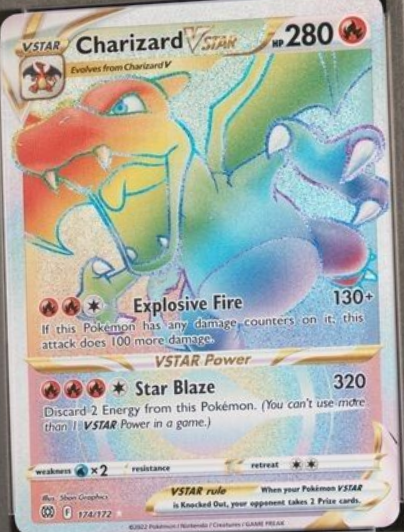 VSTAR Charizard VSTAR HP 280
Evolves from Charizard V
Explosive Fire 130+
If this Pokémon has any damage counters on it, this
attack does 100 more damage.
VSTAR Power
Star Blaze 320
Discard 2 Energy from this Pokémon. (You can't use more
than 1 VSTAR Power in a game.)
weakness ×2 resistance retreat
Illus. 5ban Graphics
VSTAR rule When your Pokémon VSTAR
is Knocked Out, your opponent takes 2 Prize cards.
F 174/172
©2022 Pokémon / Nintendo / Creatures / GAME FREAK